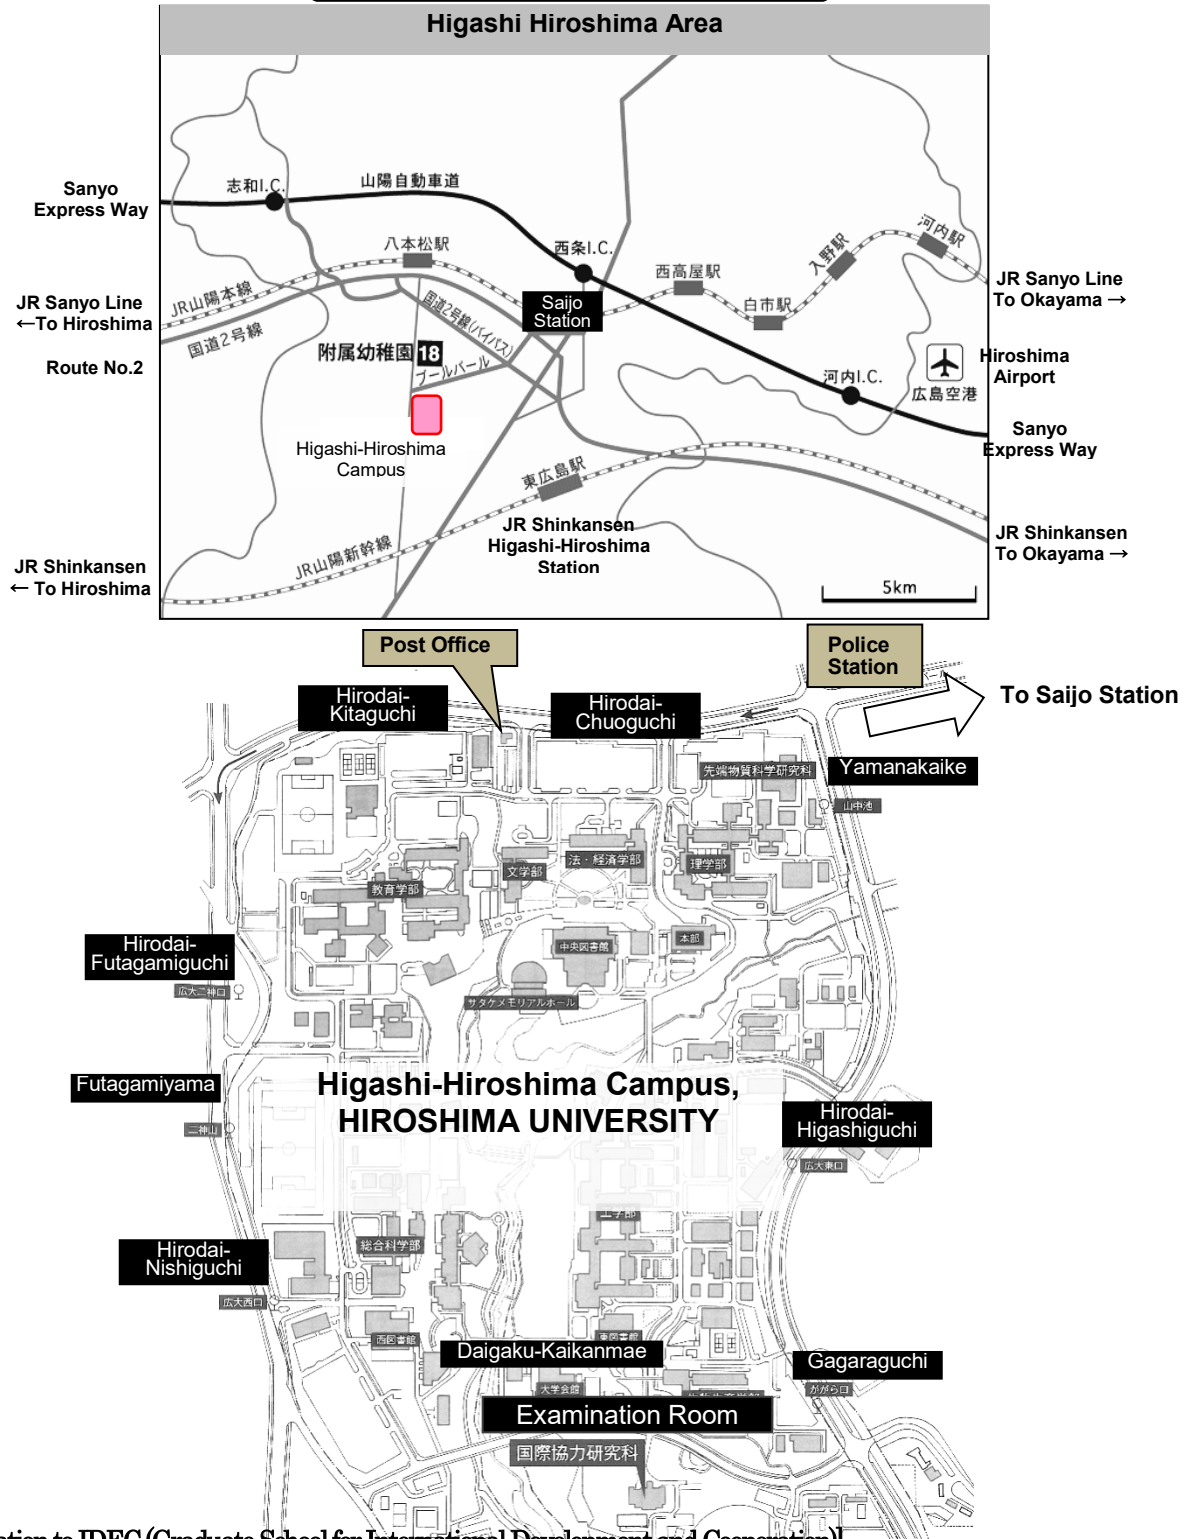 Higashi Hiroshima Area
志和I.C.
山陽自動車道
Sanyo
Express Way
八本松駅
西条I.C.
西高屋駅
入野駅
河内駅
白市駅
JR Sanyo Line
To Okayama →
JR Sanyo Line
←To Hiroshima
JR山陽本線
国道2号線
国道2号線(バイパス)
Saijo
Station
Route No.2
附属幼稚園 18
ブールバール
河内I.C.
広島空港
Hiroshima
Airport
Sanyo
Express Way
Higashi-Hiroshima
Campus
東広島駅
JR Shinkansen
Higashi-Hiroshima
Station
JR Shinkansen
To Okayama →
JR山陽新幹線
JR Shinkansen
← To Hiroshima
5km
Post Office
Police
Station
To Saijo Station
Hirodai-
Kitaguchi
Hirodai-
Chuoguchi
先端物質科学研究科
Yamanakaike
山中池
教育学部
文学部
法・経済学部
理学部
Hirodai-
Futagamiguchi
広大二神口
中央図書館
本部
サタケメモリアルホール
Futagamiyama
二神山
Higashi-Hiroshima Campus,
HIROSHIMA UNIVERSITY
Hirodai-
Higashiguchi
広大東口
工学部
総合科学部
Hirodai-
Nishiguchi
広大西口
西図書館
東図書館
Daigaku-Kaikanmae
Gagaraguchi
ががら口
大学会館
Examination Room
国際協力研究科
to IDEC (Graduate School for International Development and Cooperation)]